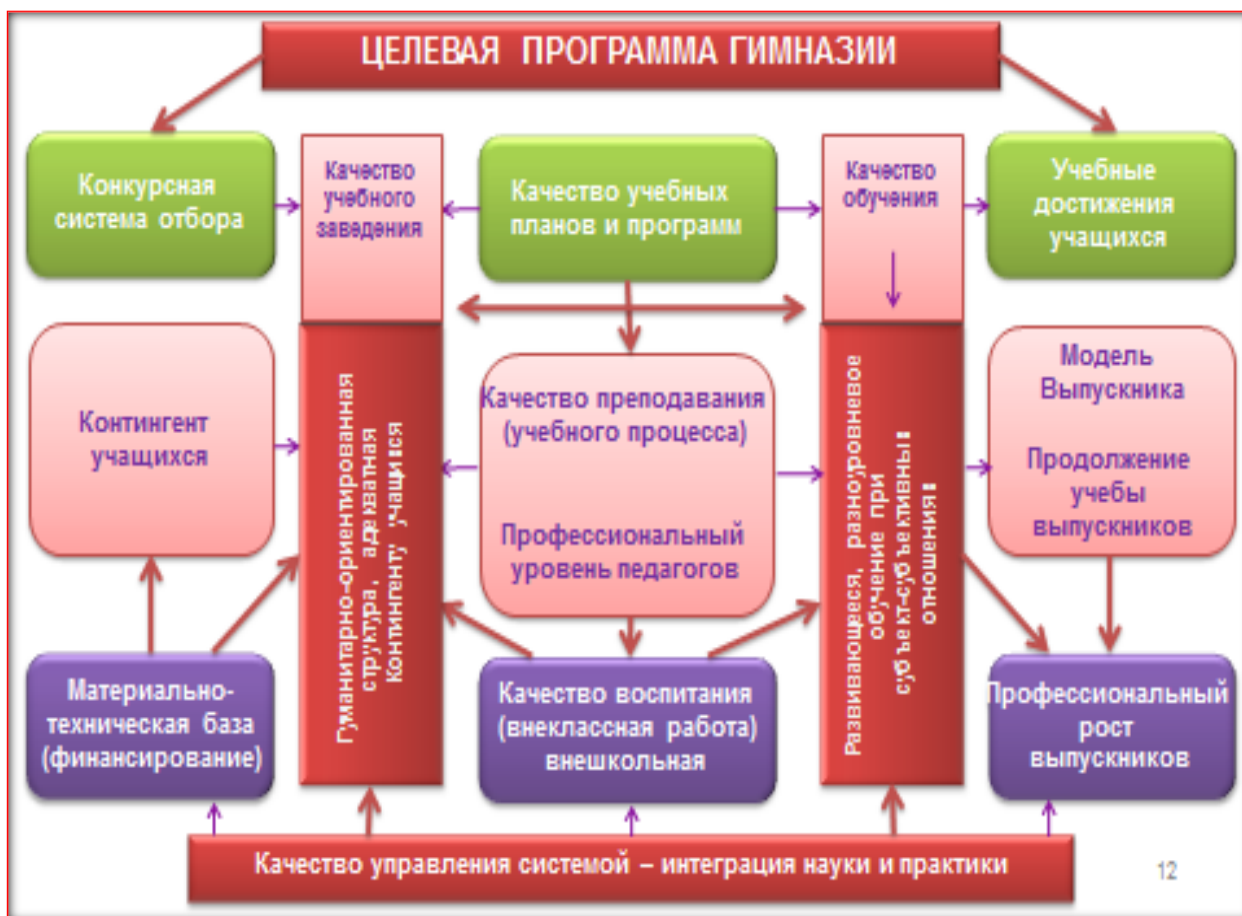 ЦЕЛЕВАЯ ПРОГРАММА ГИМНАЗИИ
Конкурсная
система отбора
Качество
учебного
заведения
Качество учебных
планов и программ
Качество
обучения
Учебные
достижения
учащихся
Контингент
учащихся
Гуманитарно-ориентированная
структура, адекватная
Контингенту учащися
Качество преподавания
(учебного процесса)
Профессиональный
уровень педагогов
Развивающееся, разноуровневое
обучение при
субъект-субъективны
отношения
Модель
Выпускника
Продолжение
учебы
выпускников
Материально-
техническая база
(финансирование)
Качество воспитания
(внеклассная работа)
внешкольная
Профессиональный
рост
выпускников
Качество управления системой – интеграция науки и практики
12